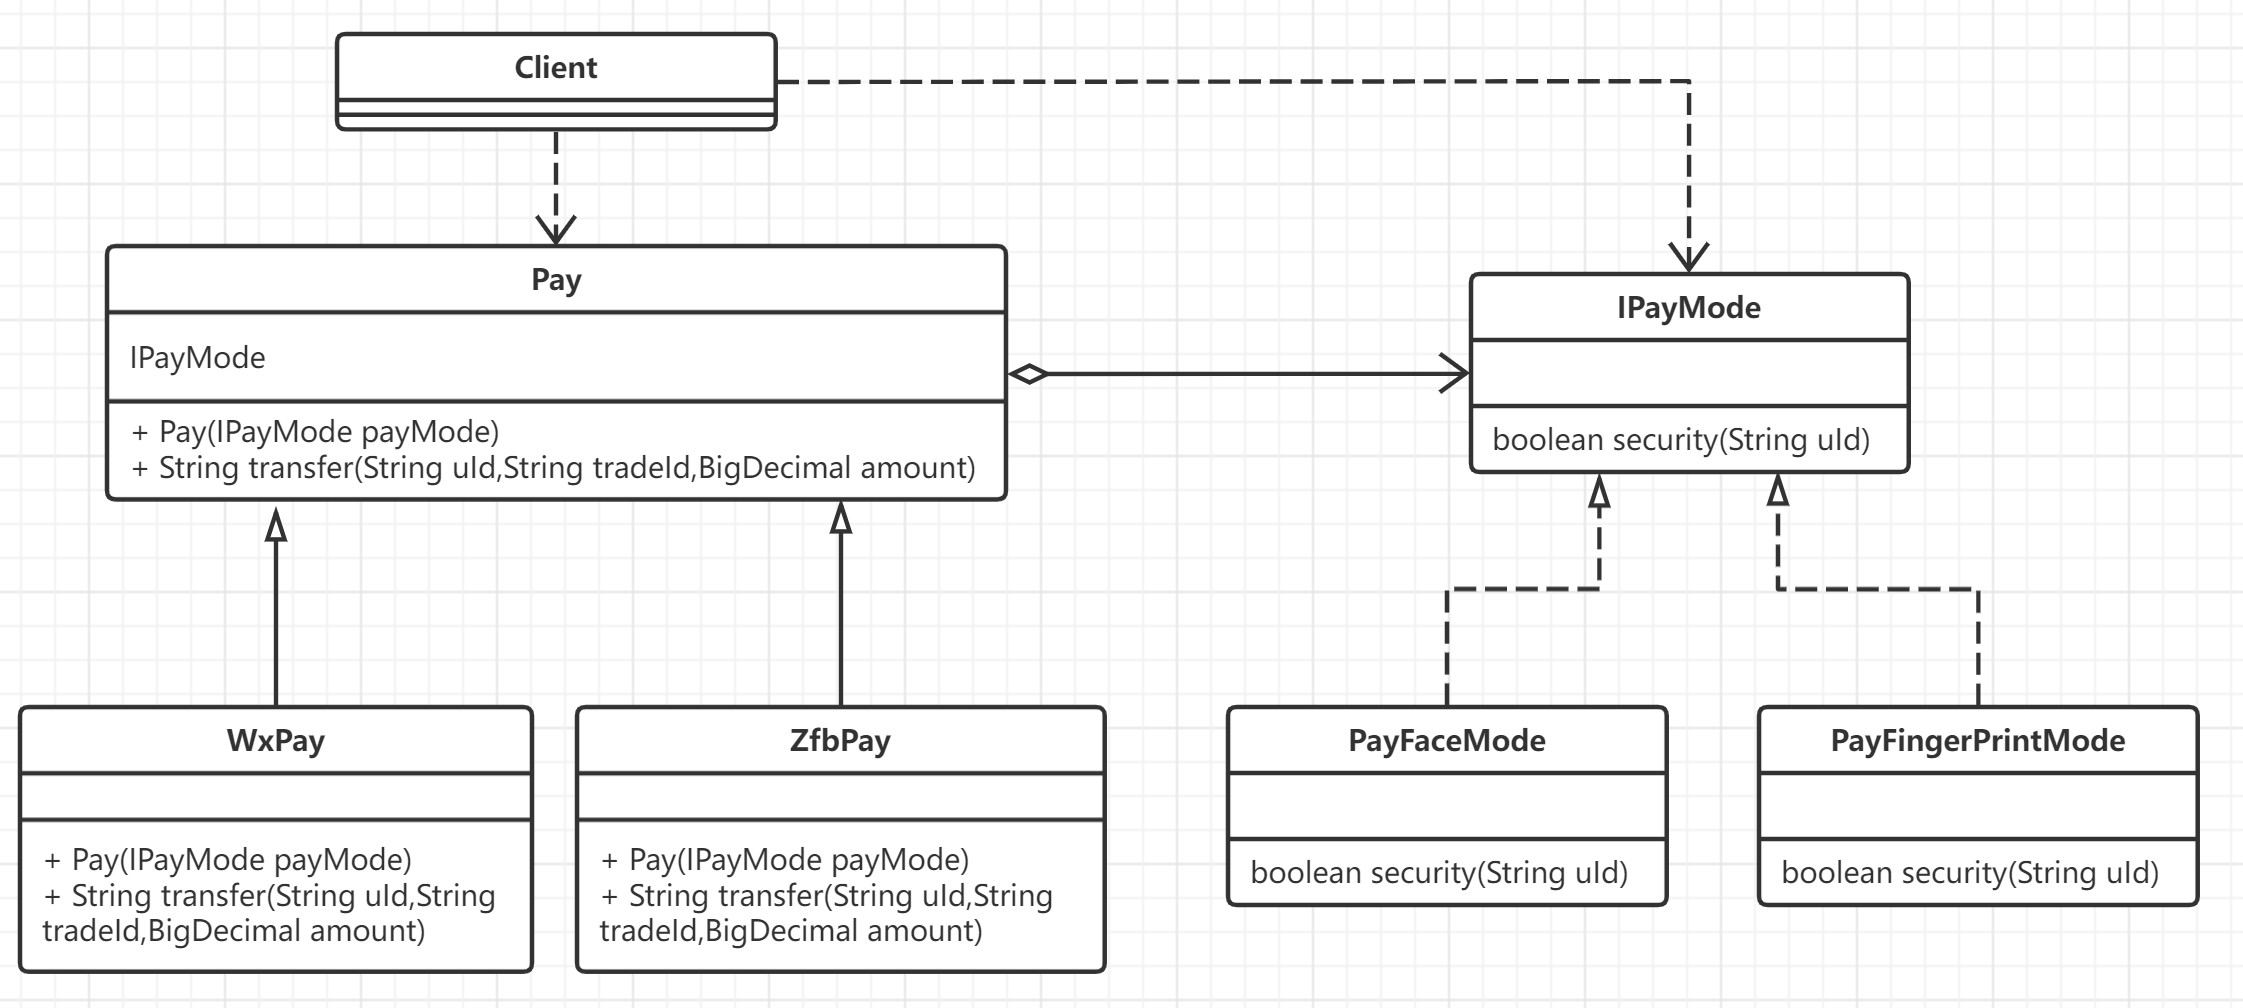 Client
Pay
IPayMode
+ Pay(IPayMode payMode)
+ String transfer(String uId,String tradeId,BigDecimal amount)
IPayMode
boolean security(String uId)
WxPay
+ Pay(IPayMode payMode)
+ String transfer(String uId,String
tradeId,BigDecimal amount)
ZfbPay
+ Pay(IPayMode payMode)
+ String transfer(String uId,String
tradeId,BigDecimal amount)
PayFaceMode
boolean security(String uId)
PayFingerPrintMode
boolean security(String uId)